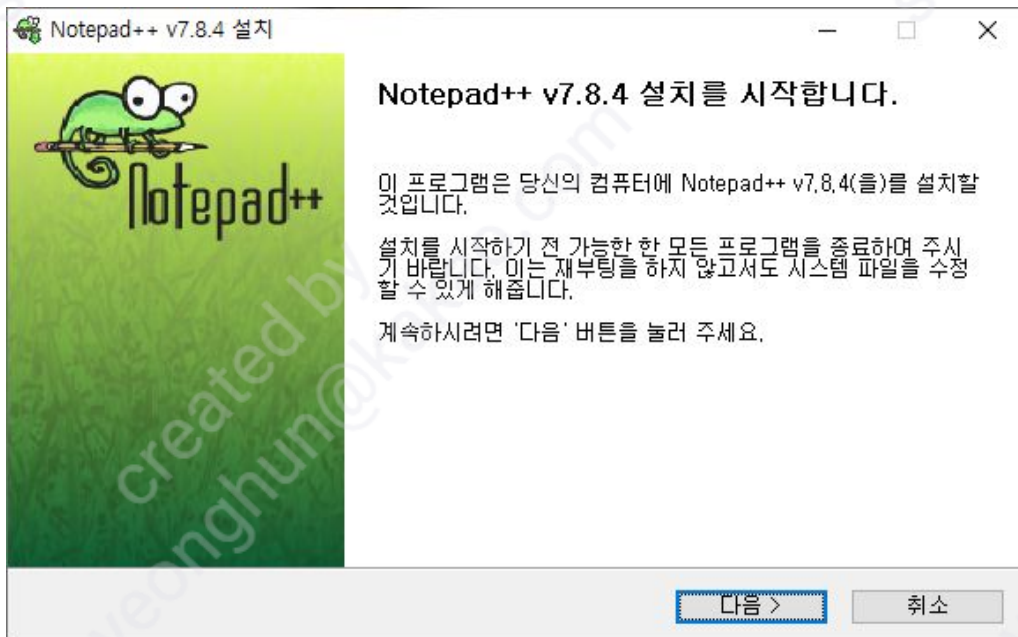 Notepad++ v7.8.4 설치
Notepad++
Notepad++ v7.8.4 설치를 시작합니다.
이 프로그램은 당신의 컴퓨터에 Notepad++ v7.8.4(을)를 설치할
것입니다.
설치를 시작하기 전 가능한 한 모든 프로그램을 종료하여 주시
기 바랍니다. 이는 재부팅을 하지 않고서도 시스템 파일을 수정
할 수 있게 해줍니다.
계속하시려면 '다음' 버튼을 눌러 주세요.
created by
다음 >
취소